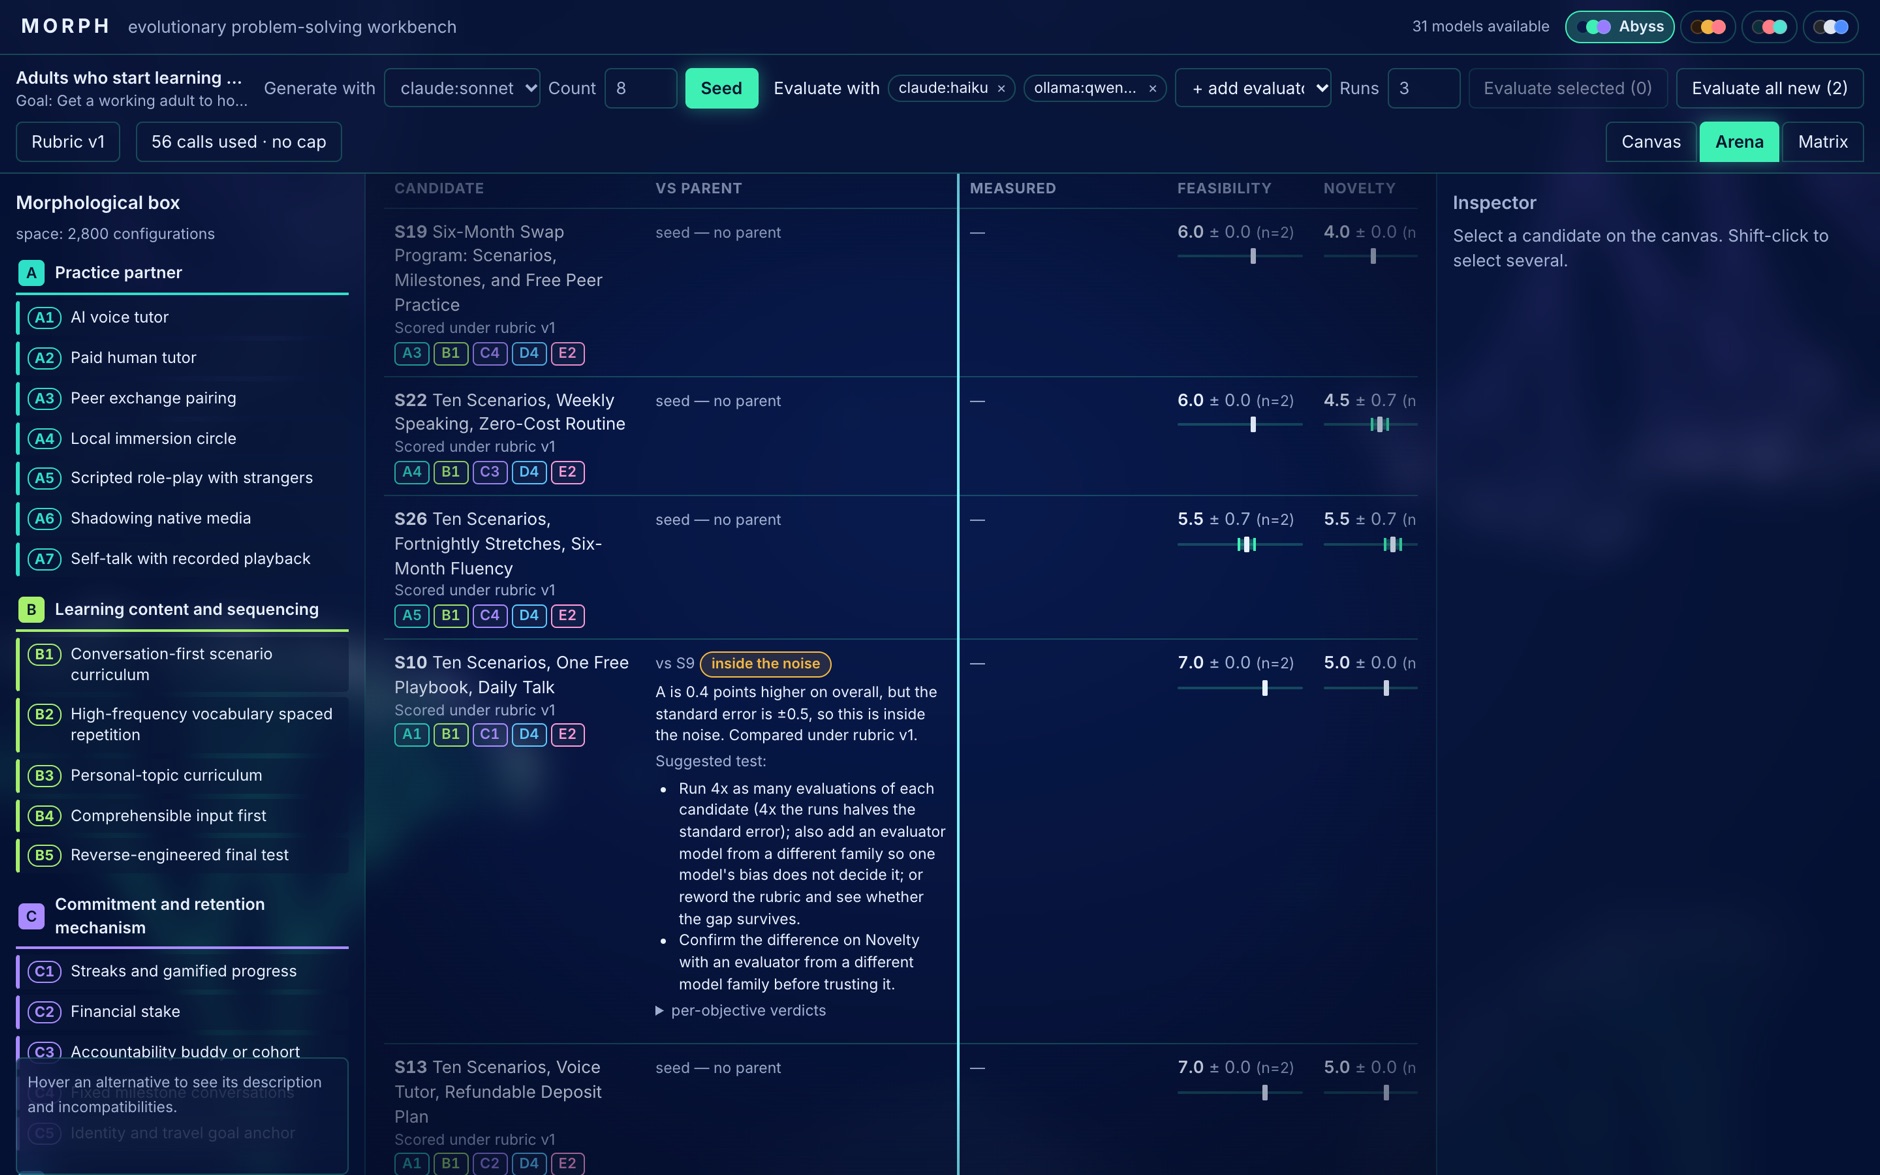 MORPH evolutionary problem-solving workbench
31 models available
Abyss
Adults who start learning ...
Goal: Get a working adult to ho...
Generate with claude:sonnet Count 8 Seed Evaluate with claude:haiku × ollama:qwen... × + add evaluat Runs 3 Evaluate selected (0) Evaluate all new (2)
Rubric v1 56 calls used · no cap
Canvas Arena Matrix
Morphological box
space: 2,800 configurations
A Practice partner
A1 AI voice tutor
A2 Paid human tutor
A3 Peer exchange pairing
A4 Local immersion circle
A5 Scripted role-play with strangers
A6 Shadowing native media
A7 Self-talk with recorded playback
B Learning content and sequencing
B1 Conversation-first scenario
curriculum
B2 High-frequency vocabulary spaced
repetition
B3 Personal-topic curriculum
B4 Comprehensible input first
B5 Reverse-engineered final test
C Commitment and retention
mechanism
C1 Streaks and gamified progress
C2 Financial stake
C3 Accountability buddy or cohort
C4 Fixed milestone conversations
C5 Identity and travel goal anchor
Hover an alternative to see its description
and incompatibilities.
CANDIDATE VS PARENT MEASURED FEASIBILITY NOVELTY
S19 Six-Month Swap
Program: Scenarios,
Milestones, and Free Peer
Practice
Scored under rubric v1
A3 B1 C4 D4 E2
seed — no parent
—
6.0 ± 0.0 (n=2)
4.0 ± 0.0 (n
S22 Ten Scenarios, Weekly
Speaking, Zero-Cost Routine
Scored under rubric v1
A4 B1 C3 D4 E2
seed — no parent
—
6.0 ± 0.0 (n=2)
4.5 ± 0.7 (n
S26 Ten Scenarios,
Fortnightly Stretches, Six-
Month Fluency
Scored under rubric v1
A5 B1 C4 D4 E2
seed — no parent
—
5.5 ± 0.7 (n=2)
5.5 ± 0.7 (n
S10 Ten Scenarios, One Free
Playbook, Daily Talk
Scored under rubric v1
A1 B1 C1 D4 E2
vs S9 inside the noise
A is 0.4 points higher on overall, but the
standard error is ±0.5, so this is inside
the noise. Compared under rubric v1.
Suggested test:
• Run 4x as many evaluations of each
candidate (4x the runs halves the
standard error); also add an evaluator
model from a different family so one
model's bias does not decide it; or
reword the rubric and see whether
the gap survives.
• Confirm the difference on Novelty
with an evaluator from a different
model family before trusting it.
▶ per-objective verdicts
—
7.0 ± 0.0 (n=2)
5.0 ± 0.0 (n
S13 Ten Scenarios, Voice
Tutor, Refundable Deposit
Plan
Scored under rubric v1
A1 B1 C2 D4 E2
seed — no parent
—
7.0 ± 0.0 (n=2)
5.0 ± 0.0 (n
Inspector
Select a candidate on the canvas. Shift-click to
select several.